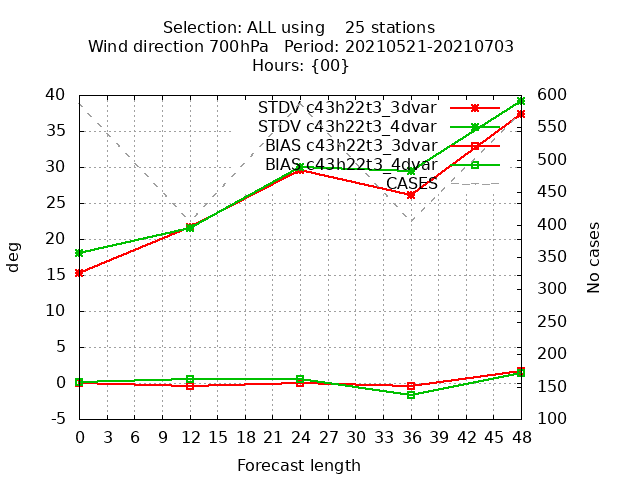 Selection: ALL using    25 stations
Wind direction 700hPa   Period: 20210521-20210703
Hours: {00}
40 600
STDV c43h22t3_3dvar
35 550
STDV c43h22t3_4dvar
BIAS c43h22t3_3dvar
30 500
BIAS c43h22t3_4dvar
CASES
25 450
20 400
15 350
10 300
5 250
0 200
-5 150
100
deg
No cases
0 3 6 9 12 15 18 21 24 27 30 33 36 39 42 45 48
Forecast length